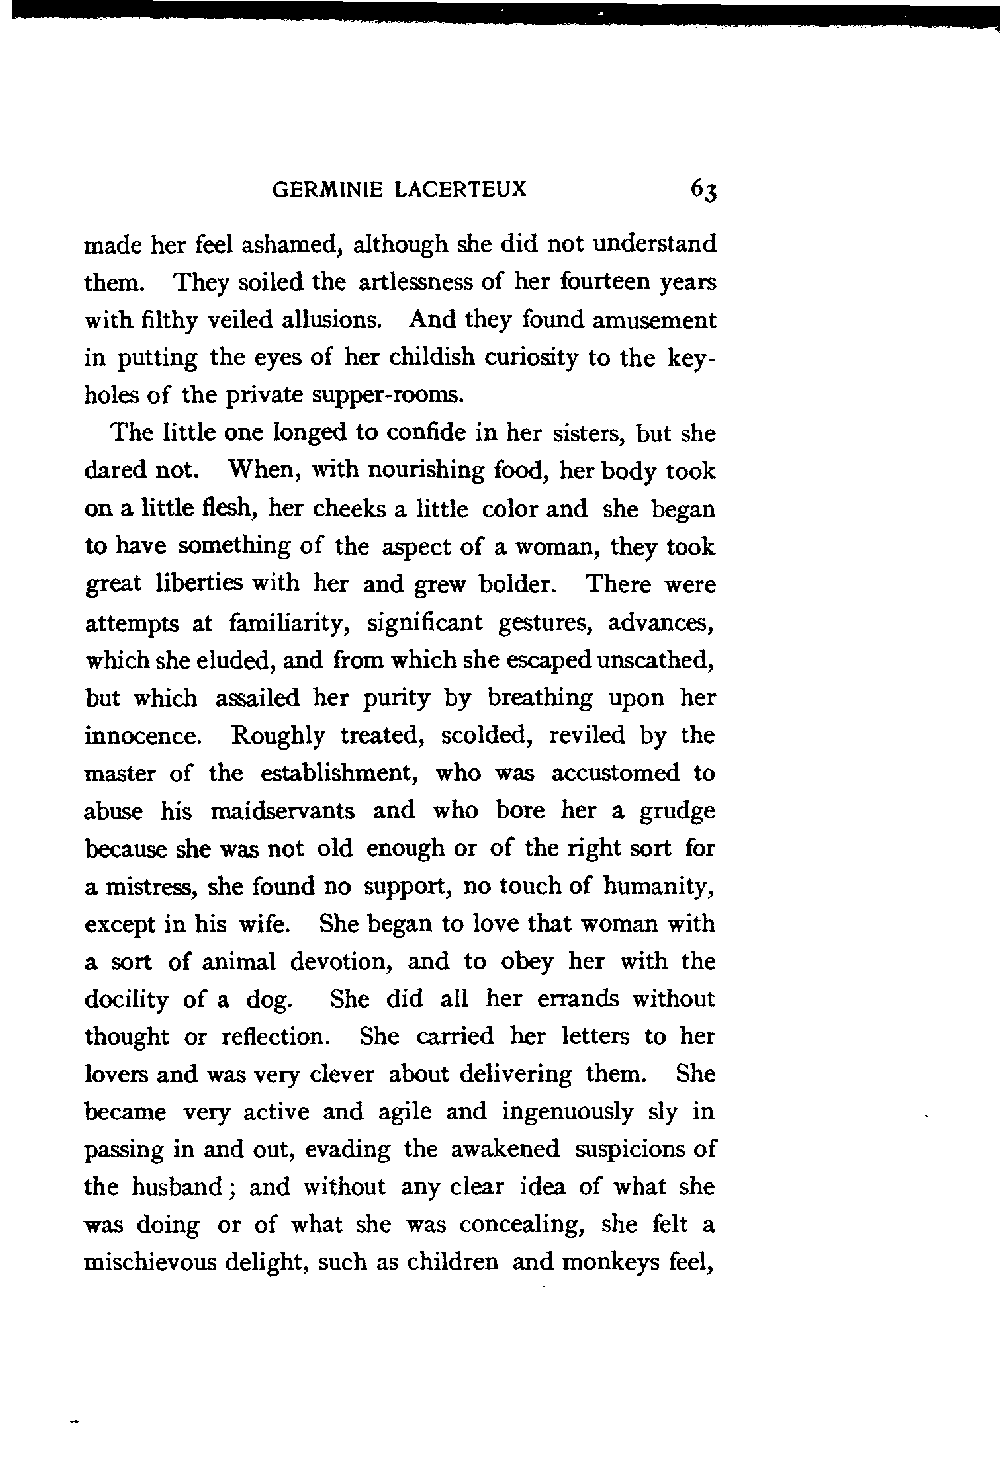 GERMINIE LACERTEUX 63
made her feel ashamed, although she did not understand
them. They soiled the artlessness of her fourteen years
with filthy veiled allusions. And they found amusement
in putting the eyes of her childish curiosity to the key-
holes of the private supper-rooms.
The little one longed to confide in her sisters, but she
dared not. When, with nourishing food, her body took
on a little flesh, her cheeks a little color and she began
to have something of the aspect of a woman, they took
great liberties with her and grew bolder. There were
attempts at familiarity, significant gestures, advances,
which she eluded, and from which she escaped unscathed,
but which assailed her purity by breathing upon her
innocence. Roughly treated, scolded, reviled by the
master of the establishment, who was accustomed to
abuse his maidservants and who bore her a grudge
because she was not old enough or of the right sort for
a mistress, she found no support, no touch of humanity,
except in his wife. She began to love that woman with
a sort of animal devotion, and to obey her with the
docility of a dog. She did all her errands without
thought or reflection. She carried her letters to her
lovers and was very clever about delivering them. She
became very active and agile and ingenuously sly in
passing in and out, evading the awakened suspicions of
the husband; and without any clear idea of what she
was doing or of what she was concealing, she felt a
mischievous delight, such as children and monkeys feel,